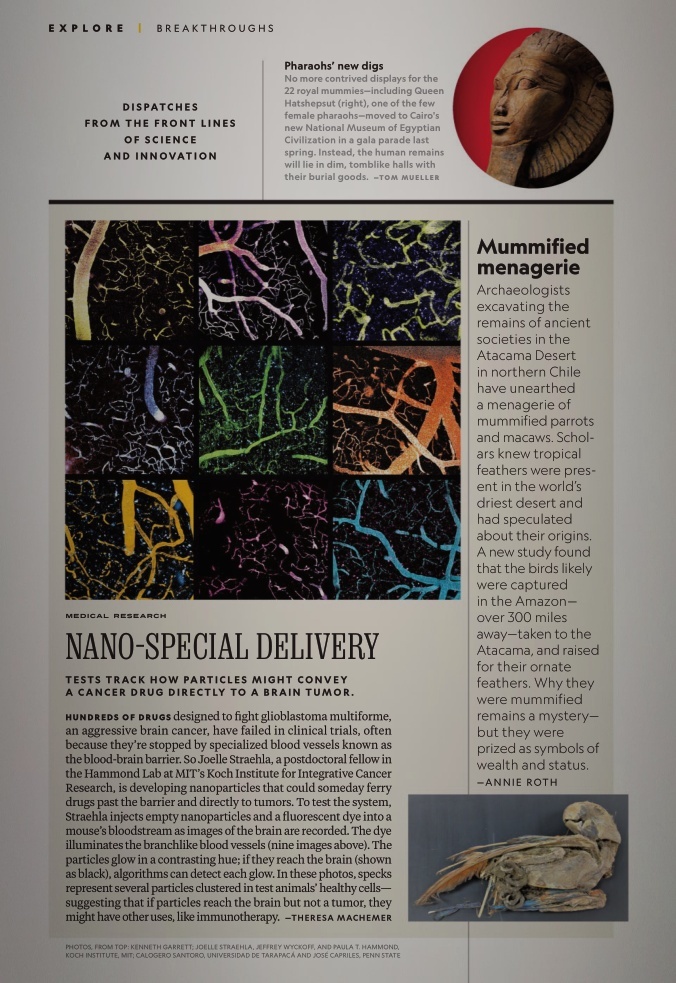 EXPLORE | BREAKTHROUGHS
DISPATCHES
FROM THE FRONT LINES
OF SCIENCE
AND INNOVATION
Pharaohs' new digs
No more contrived displays for the
22 royal mummies—including Queen
Hatshepsut (right), one of the few
female pharaohs—moved to Cairo's
new National Museum of Egyptian
Civilization in a gala parade last
spring. Instead, the human remains
will lie in dim, tomblike halls with
their burial goods. —TOM MUELLER
MEDICAL RESEARCH
NANO-SPECIAL DELIVERY
TESTS TRACK HOW PARTICLES MIGHT CONVEY
A CANCER DRUG DIRECTLY TO A BRAIN TUMOR.
HUNDREDS OF DRUGS designed to fight glioblastoma multiforme,
an aggressive brain cancer, have failed in clinical trials, often
because they're stopped by specialized blood vessels known as
the blood-brain barrier. So Joelle Straehla, a postdoctoral fellow in
the Hammond Lab at MIT's Koch Institute for Integrative Cancer
Research, is developing nanoparticles that could someday ferry
drugs past the barrier and directly to tumors. To test the system,
Straehla injects empty nanoparticles and a fluorescent dye into a
mouse's bloodstream as images of the brain are recorded. The dye
illuminates the branchlike blood vessels (nine images above). The
particles glow in a contrasting hue; if they reach the brain (shown
as black), algorithms can detect each glow. In these photos, specks
represent several particles clustered in test animals' healthy cells—
suggesting that if particles reach the brain but not a tumor, they
might have other uses, like immunotherapy. —THERESA MACHEMER
Mummified
menagerie
Archaeologists
excavating the
remains of ancient
societies in the
Atacama Desert
in northern Chile
have unearthed
a menagerie of
mummified parrots
and macaws. Schol-
ars knew tropical
feathers were pres-
ent in the world's
driest desert and
had speculated
about their origins.
A new study found
that the birds likely
were captured
in the Amazon—
over 300 miles
away—taken to the
Atacama, and raised
for their ornate
feathers. Why they
were mummified
remains a mystery—
but they were
prized as symbols of
wealth and status.
—ANNIE ROTH
PHOTOS. FROM TOP: KENNETH GARRETT; JOELLE STRAEHLA, JEFFREY WYCKOFF, AND PAULA T. HAMMOND,
KOCH INSTITUTE, MIT; CALOGERO SANTORO, UNIVERSIDAD DE TARAPACÁ AND JOSÉ CAPRILES, PENN STATE